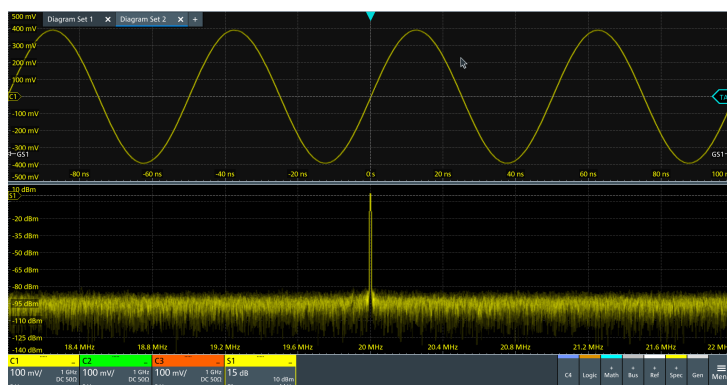 500 mV Diagram Set 1 × Diagram Set 2 × +
400 mV
300 mV
200 mV
100 mV
C1 TA
-100 mV
-200 mV
-300 mV
GS1 GS1
-400 mV
-500 mV -80 ns -60 ns -40 ns -20 ns 0 s 20 ns 40 ns 60 ns 80 ns 100 n
10 dBm
S1
-20 dBm
-35 dBm
-50 dBm
-65 dBm
-80 dBm
-95 dBm
-110 dBm
-125 dBm
-140 dBm 18.4 MHz 18.8 MHz 19.2 MHz 19.6 MHz 20 MHz 20.4 MHz 20.8 MHz 21.2 MHz 21.6 MHz 22 MH
C1 C2 C3 S1
100 mV/ 1 GHz 100 mV/ 1 GHz 100 mV/ 1 GHz 15 dB
DC 50Ω DC 50Ω DC 50Ω 10 dBm
C4 Logic + Math + Bus + Ref + Spec Gen Men